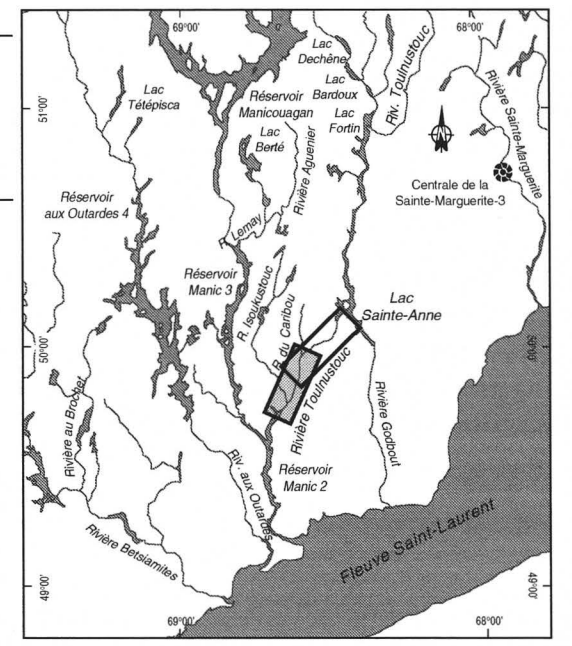 69°00'
68°00'
Lac
Dechêne
Riv. Toulnustouc
Lac
Tétépisca
Réservoir
Manicouagan
Lac
Bardoux
Lac
Fortin
Rivière Sainte-Marguerite
51°00'
Lac
Berté
Rivière Aguenier
Centrale de la
Sainte-Marguerite-3
Réservoir
aux Outardes 4
R. Lemay
Réservoir
Manic 3
R. Isoukustouc
R. du Caribou
Lac
Sainte-Anne
50°00'
50°00'
Rivière au Brochet
Rivière Toulnustouc
Rivière Godbout
Riv. aux Outardes
Réservoir
Manic 2
Rivière Betsiamites
Fleuve Saint-Laurent
49°00'
49°00'
69°00'
68°00'